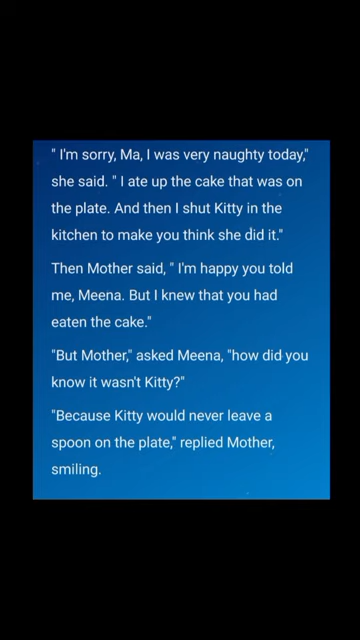 " I'm sorry, Ma, I was very naughty today,"
she said. " I ate up the cake that was on
the plate. And then I shut Kitty in the
kitchen to make you think she did it."
Then Mother said, " I'm happy you told
me, Meena. But I knew that you had
eaten the cake."
"But Mother," asked Meena, "how did you
know it wasn't Kitty?"
"Because Kitty would never leave a
spoon on the plate," replied Mother,
smiling.